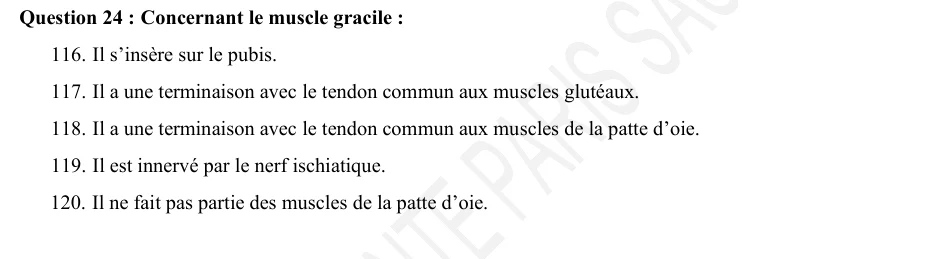 Question 24 : Concernant le muscle gracile :
116. Il s’insère sur le pubis.
117. Il a une terminaison avec le tendon commun aux muscles glutéaux.
118. Il a une terminaison avec le tendon commun aux muscles de la patte d’oie.
119. Il est innervé par le nerf ischiatique.
120. Il ne fait pas partie des muscles de la patte d’oie.